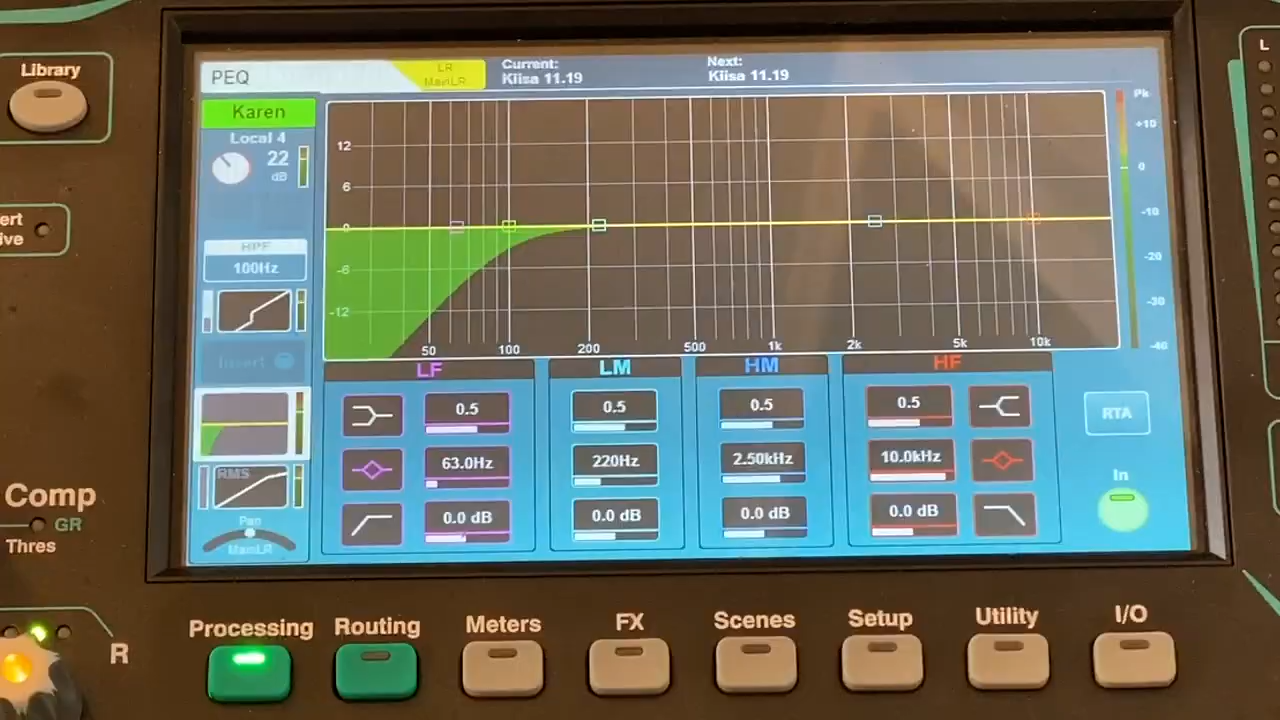 Library
PEQ
LR
MainLR
Current:
Kiisa 11.19
Next:
Kiisa 11.19
L
Karen
Local 4
22
dB
HPF
100Hz
Insert
RMS
Pan
MainLR
12
6
0
-6
-12
50
100
200
500
1k
2k
5k
10k
Pk
+10
0
-10
-20
-30
-40
LF
LM
HM
HF
0.5
0.5
0.5
0.5
63.0Hz
220Hz
2.50kHz
10.0kHz
0.0 dB
0.0 dB
0.0 dB
0.0 dB
RTA
In
ert
ive
Comp
GR
Thres
R
Processing
Routing
Meters
FX
Scenes
Setup
Utility
I/O